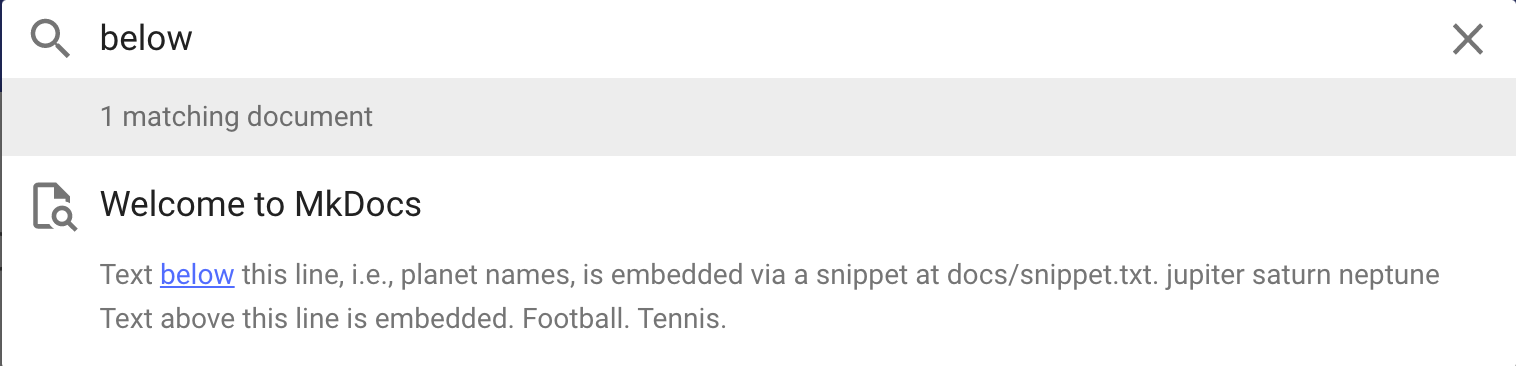 below
1 matching document
Welcome to MkDocs
Text below this line, i.e., planet names, is embedded via a snippet at docs/snippet.txt. jupiter saturn neptune
Text above this line is embedded. Football. Tennis.